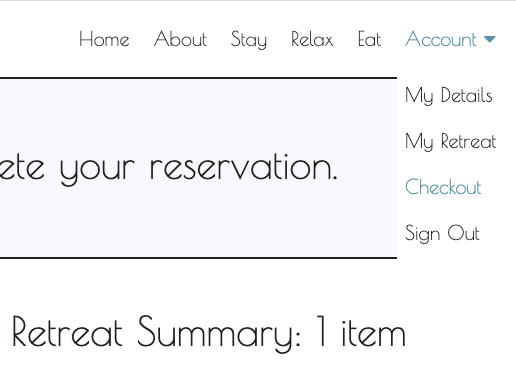 Home About Stay Relax Eat Account
My Details
My Retreat
Checkout
Sign Out
ete your reservation.
Retreat Summary: 1 item